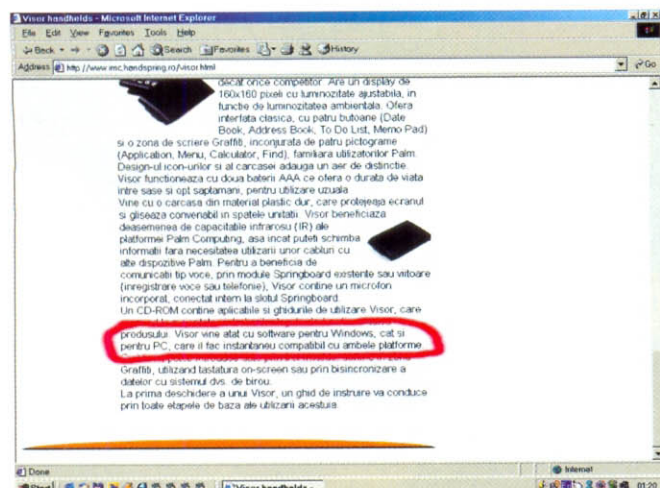 Visor handhelds - Microsoft Internet Explorer
File Edit View Favorites Tools Help
Back Search Favorites History
Address http://www.insc.handspring.ro/visor.html Go
decat orice competitor. Are un display de
160x160 pixeli cu luminozitate ajustabila, in
functie de luminozitatea ambientala. Ofera
interfata clasica, cu patru butoane (Date
Book, Address Book, To Do List, Memo Pad)
si o zona de scriere Graffiti, inconjurata de patru pictograme
(Application, Menu, Calculator, Find), familiara utilizatorilor Palm.
Design-ul icon-urilor si al carcasei adauga un aer de distinctie.
Visor functioneaza cu doua baterii AAA ce ofera o durata de viata
intre sase si opt saptamani, pentru utilizare uzuala.
Vine cu o carcasa din material plastic dur, care protejeaza ecranul
si gliseaza convenabil in spatele unitatii. Visor beneficiaza
deasemenea de capacitatile infrarosu (IR) ale
platformei Palm Computing, asa incat puteti schimba
informatii fara necesitatea utilizarii unor cabluri cu
alte dispozitive Palm. Pentru a beneficia de
comunicatii tip voce, prin module Springboard existente sau viitoare
(inregistrare voce sau telefonie), Visor contine un microfon
incorporat, conectat intern la slotul Springboard.
Un CD-ROM contine aplicatiile si ghidurile de utilizare Visor, care
produsului. Visor vine atat cu software pentru Windows, cat si
pentru PC, care il fac instantaneu compatibil cu ambele platforme.
Graffiti, utilizand tastatura on-screen sau prin bisincronizare a
datelor cu sistemul dvs. de birou.
La prima deschidere a unui Visor, un ghid de instruire va conduce
prin toate etapele de baza ale utilizarii acestuia.
Done Internet
Start Visor handhelds - 01:20